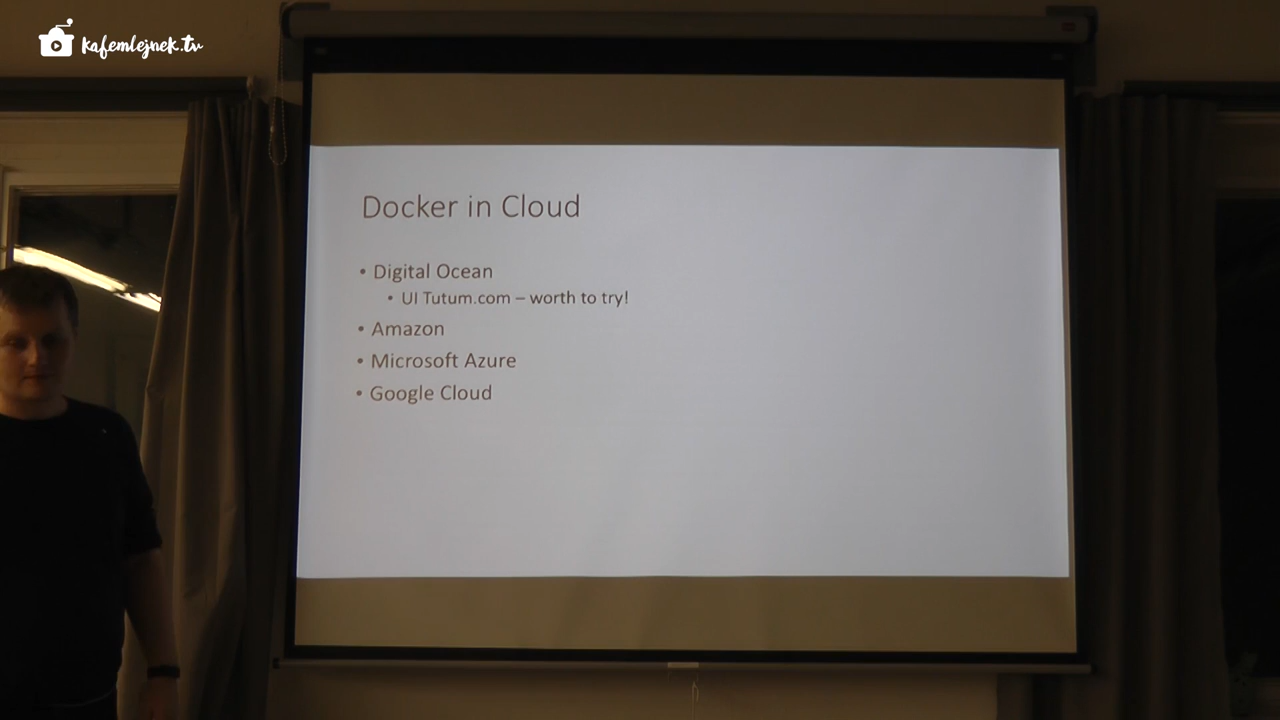 kafemlejnek.tv
Docker in Cloud
• Digital Ocean
• UI Tutum.com – worth to try!
• Amazon
• Microsoft Azure
• Google Cloud